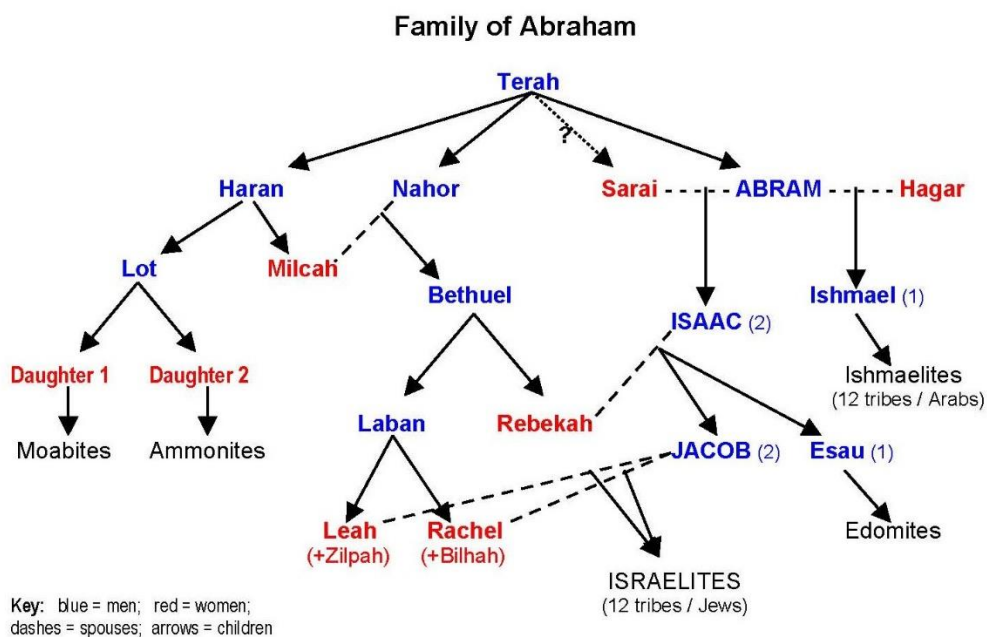 Family of Abraham
Terah
?
Haran
Nahor
Sarai
ABRAM
Hagar
Lot
Milcah
Bethuel
ISAAC (2)
Ishmael (1)
Daughter 1
Daughter 2
Ishmaelites
(12 tribes / Arabs)
Laban
Rebekah
Moabites
Ammonites
JACOB (2)
Esau (1)
Leah
(+Zilpah)
Rachel
(+Bilhah)
Edomites
ISRAELITES
(12 tribes / Jews)
Key: blue = men; red = women;
dashes = spouses; arrows = children